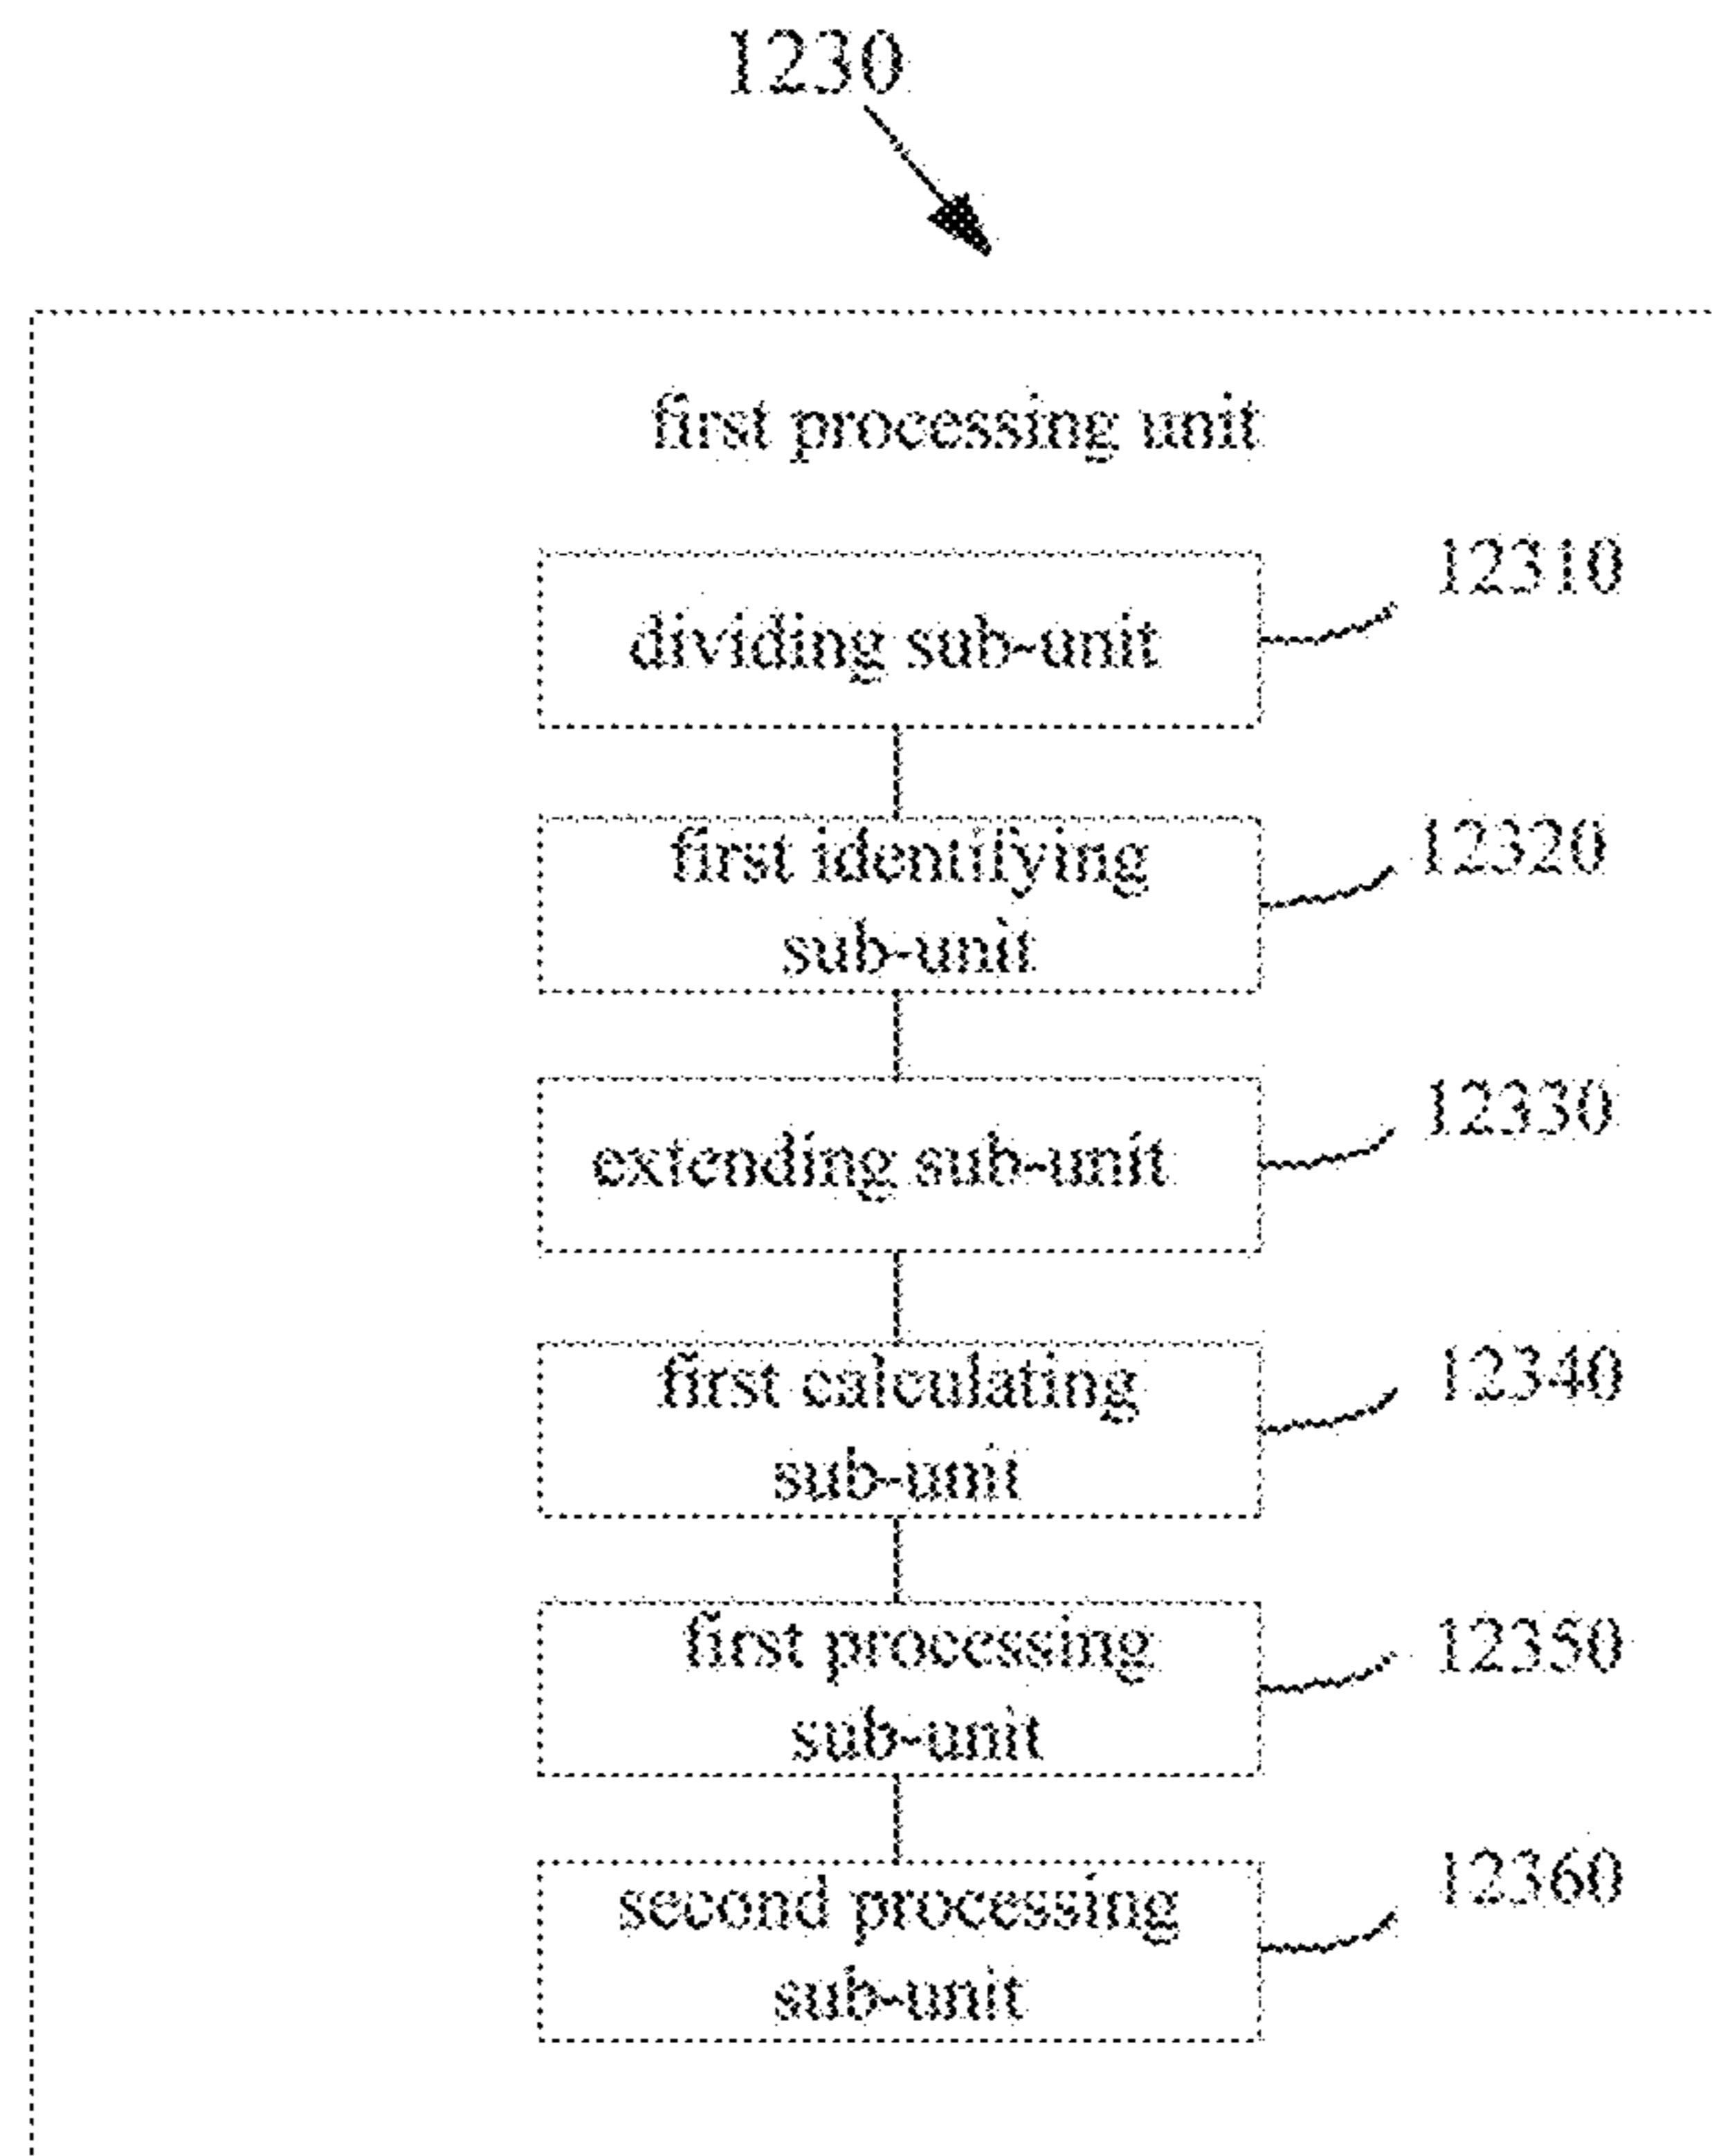 1230
first processing unit
12310
dividing sub-unit
12320
first identifying
sub-unit
12330
extending sub-unit
12340
first calculating
sub-unit
12350
first processing
sub-unit
12360
second processing
sub-unit